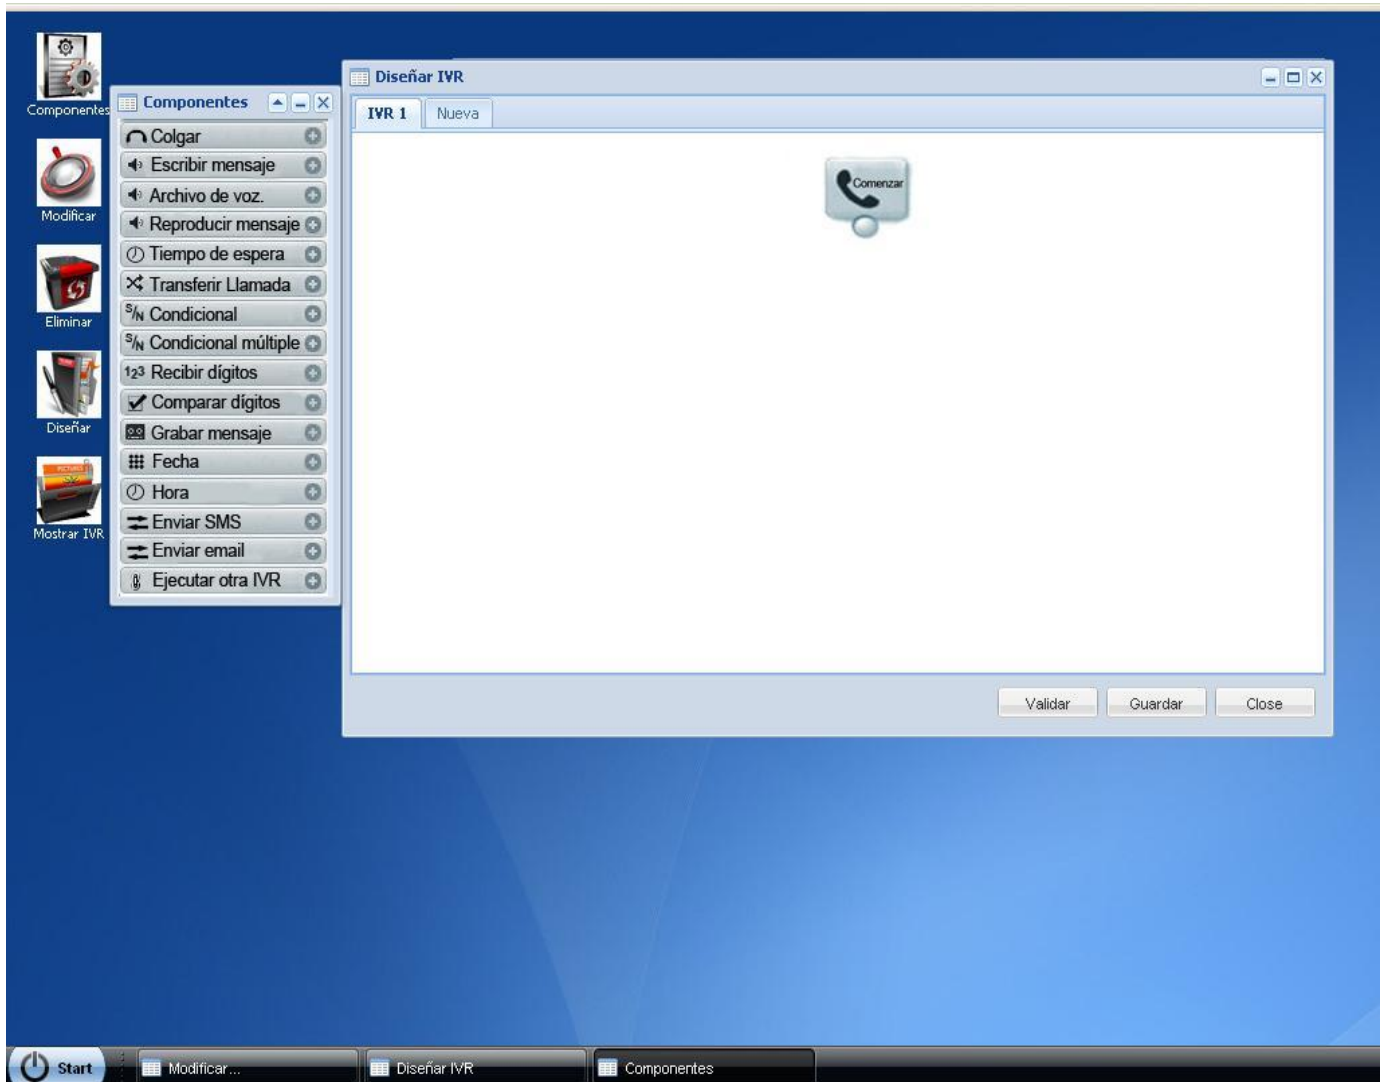 Componentes
Modificar
Eliminar
Diseñar
Mostrar IVR
Componentes
Colgar
Escribir mensaje
Archivo de voz.
Reproducir mensaje
Tiempo de espera
Transferir Llamada
S/N Condicional
S/N Condicional múltiple
123 Recibir dígitos
Comparar dígitos
Grabar mensaje
Fecha
Hora
Enviar SMS
Enviar email
Ejecutar otra IVR
Diseñar IVR
IVR 1
Nueva
Comenzar
Validar
Guardar
Close
Start
Modificar...
Diseñar IVR
Componentes